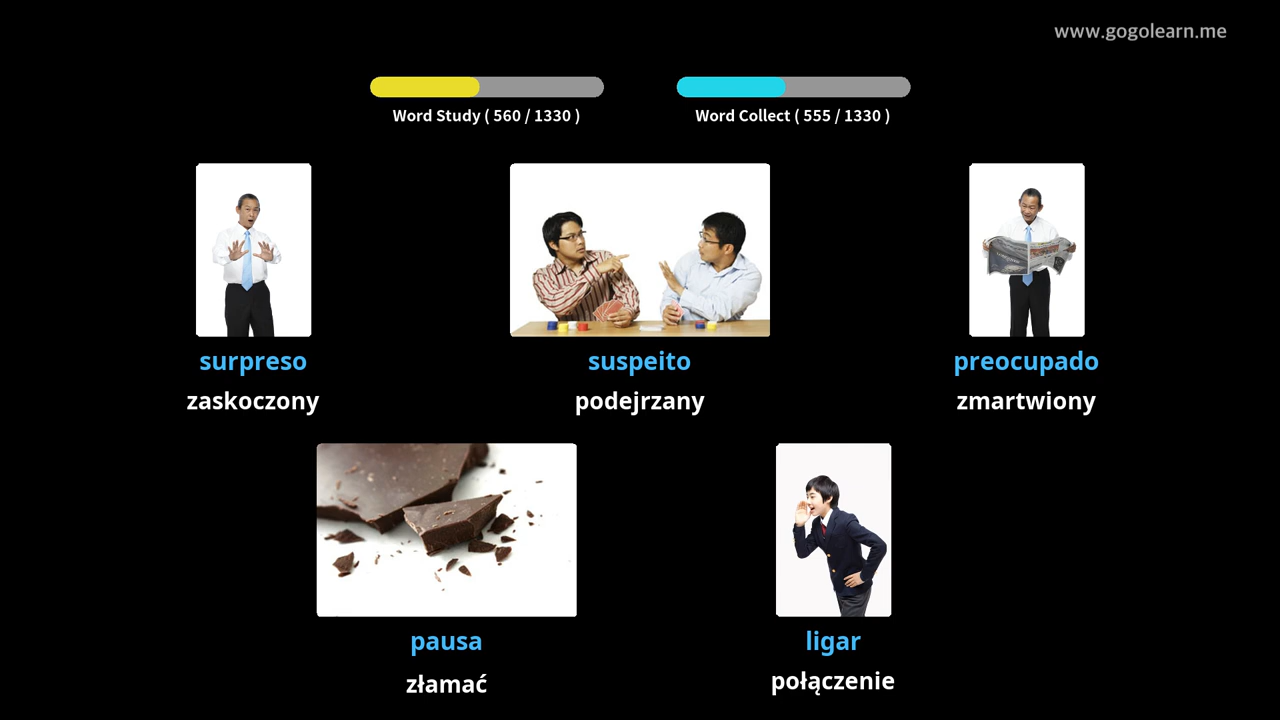 www.gogolearn.me
Word Study ( 560 / 1330 )
Word Collect ( 555 / 1330 )
surpreso
zaskoczony
suspeito
podejrzany
preocupado
zmartwiony
pausa
złamać
ligar
połączenie